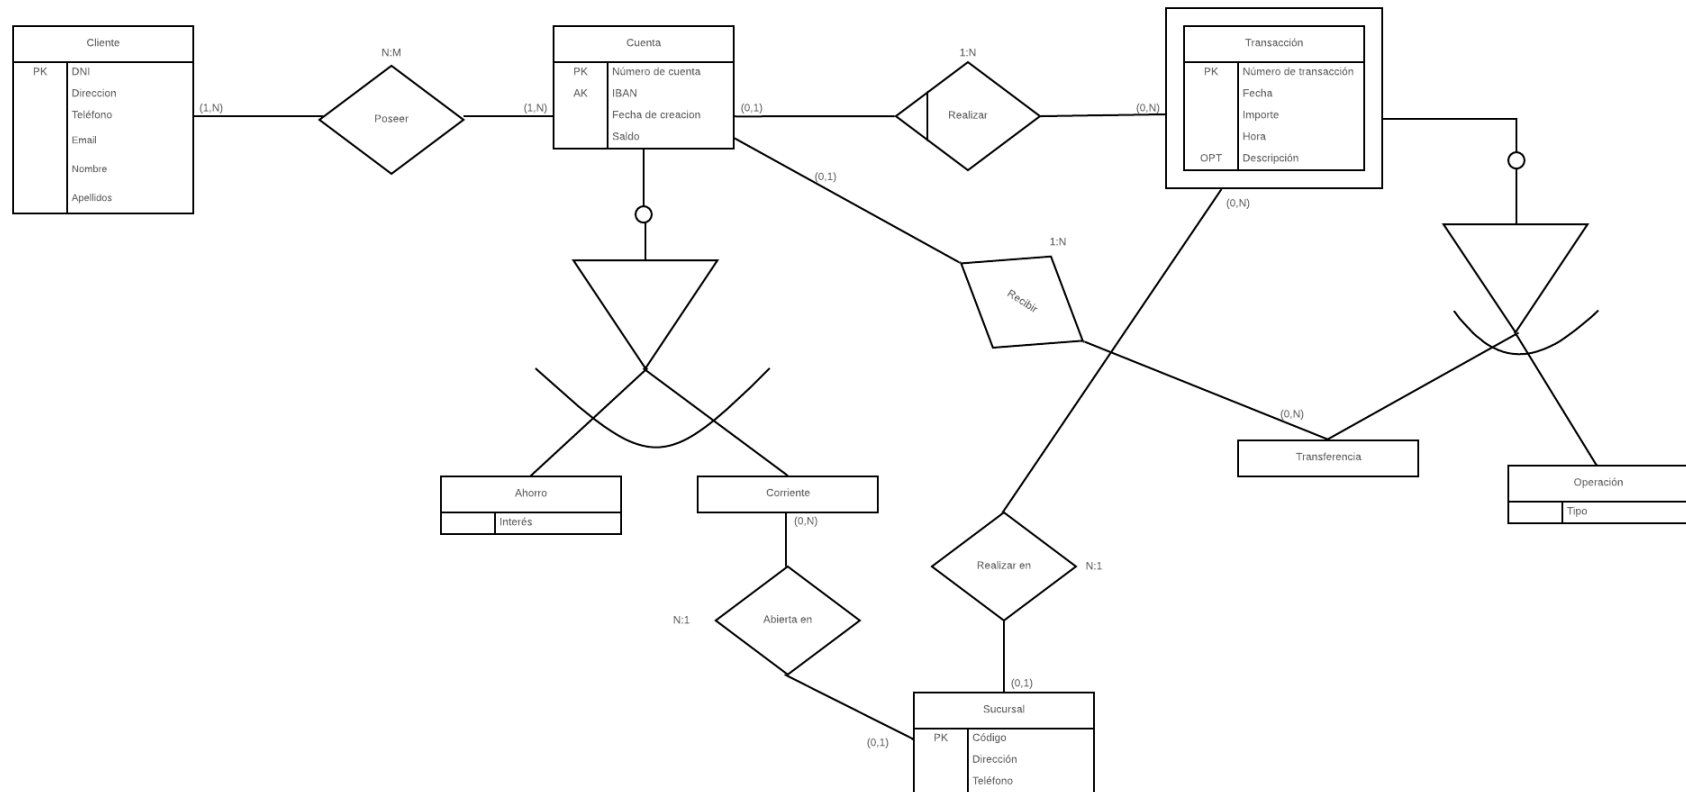 Cliente
PK DNI
Direccion
Teléfono
Email
Nombre
Apellidos
N:M
(1,N)
Poseer
(1,N)
Cuenta
PK Número de cuenta
AK IBAN
Fecha de creacion
Saldo
(0,1)
1:N
Realizar
(0,N)
Transacción
PK Número de transacción
Fecha
Importe
Hora
OPT Descripción
(0,1)
(0,N)
1:N
Recibir
(0,N)
Transferencia
Operación
Tipo
Ahorro
Interés
Corriente
(0,N)
N:1
Abierta en
(0,1)
Realizar en
N:1
(0,1)
Sucursal
PK Código
Dirección
Teléfono